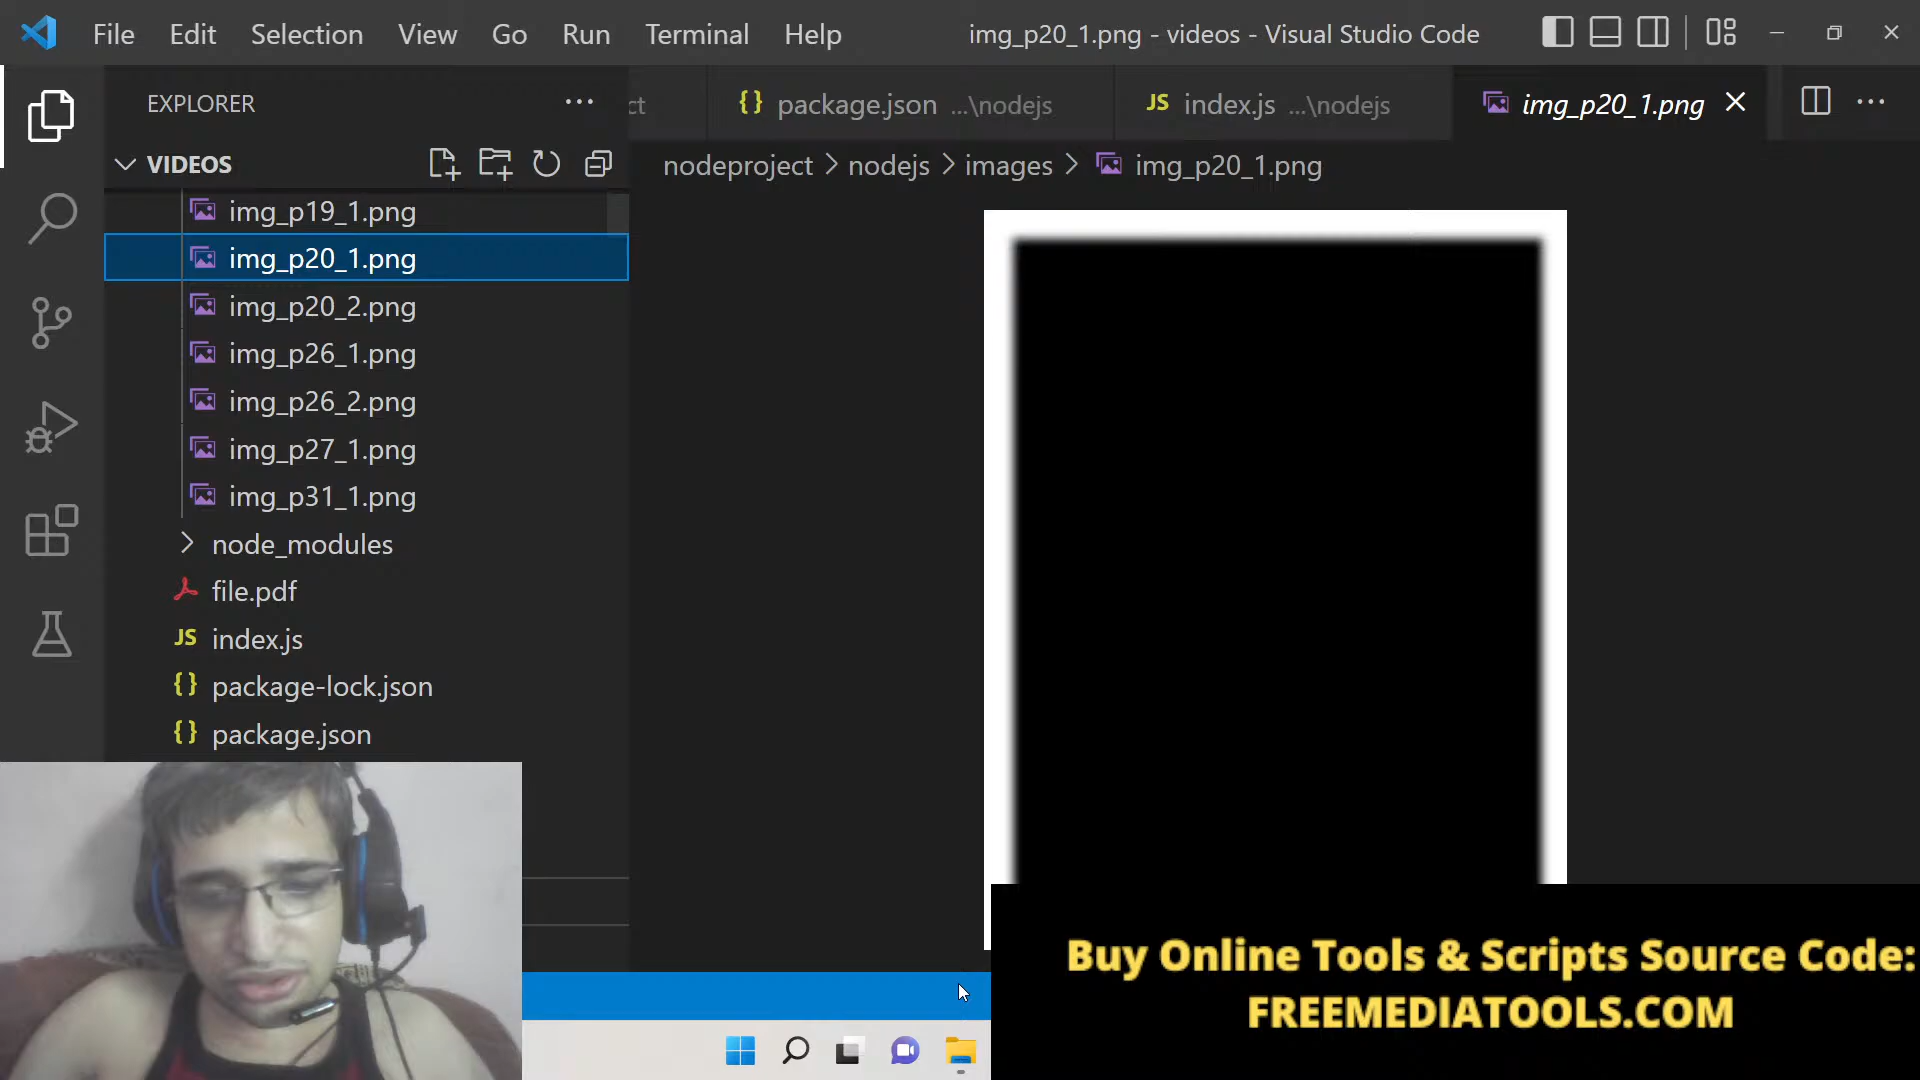 File Edit Selection View Go Run Terminal Help img_p20_1.png - videos - Visual Studio Code
EXPLORER
ct package.json ...\nodejs JS index.js ...\nodejs img_p20_1.png
VIDEOS
nodeproject > nodejs > images > img_p20_1.png
img_p19_1.png
img_p20_1.png
img_p20_2.png
img_p26_1.png
img_p26_2.png
img_p27_1.png
img_p31_1.png
node_modules
file.pdf
JS index.js
package-lock.json
package.json
Buy Online Tools & Scripts Source Code:
FREEMEDIATOOLS.COM